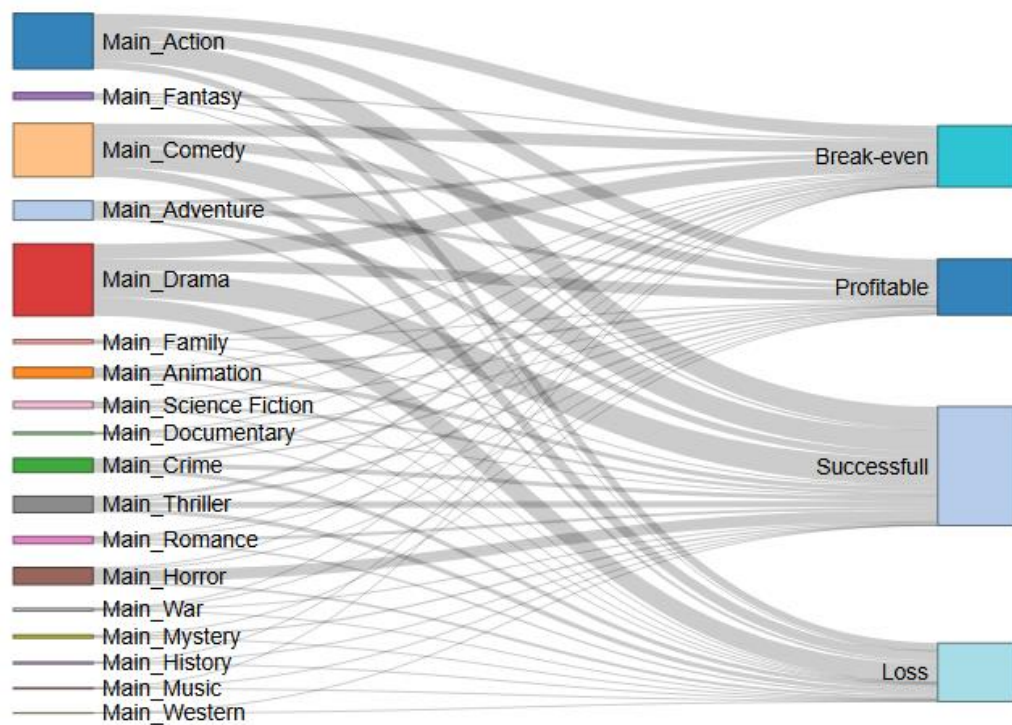 Main_Action
Main_Fantasy
Main_Comedy
Main_Adventure
Main_Drama
Main_Family
Main_Animation
Main_Science Fiction
Main_Documentary
Main_Crime
Main_Thriller
Main_Romance
Main_Horror
Main_War
Main_Mystery
Main_History
Main_Music
Main_Western
Break-even
Profitable
Successfull
Loss